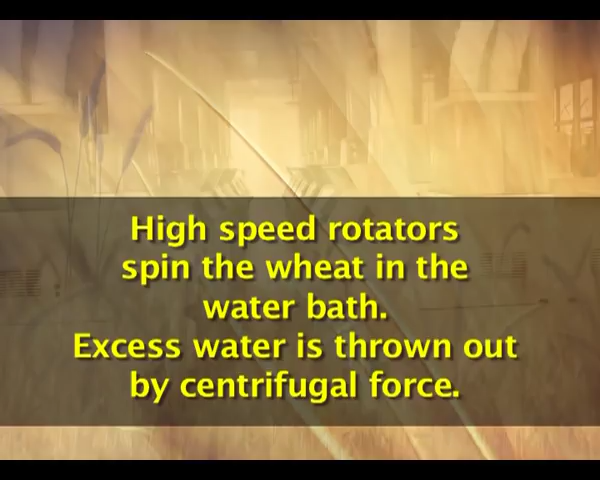 High speed rotators
spin the wheat in the
water bath.
Excess water is thrown out
by centrifugal force.